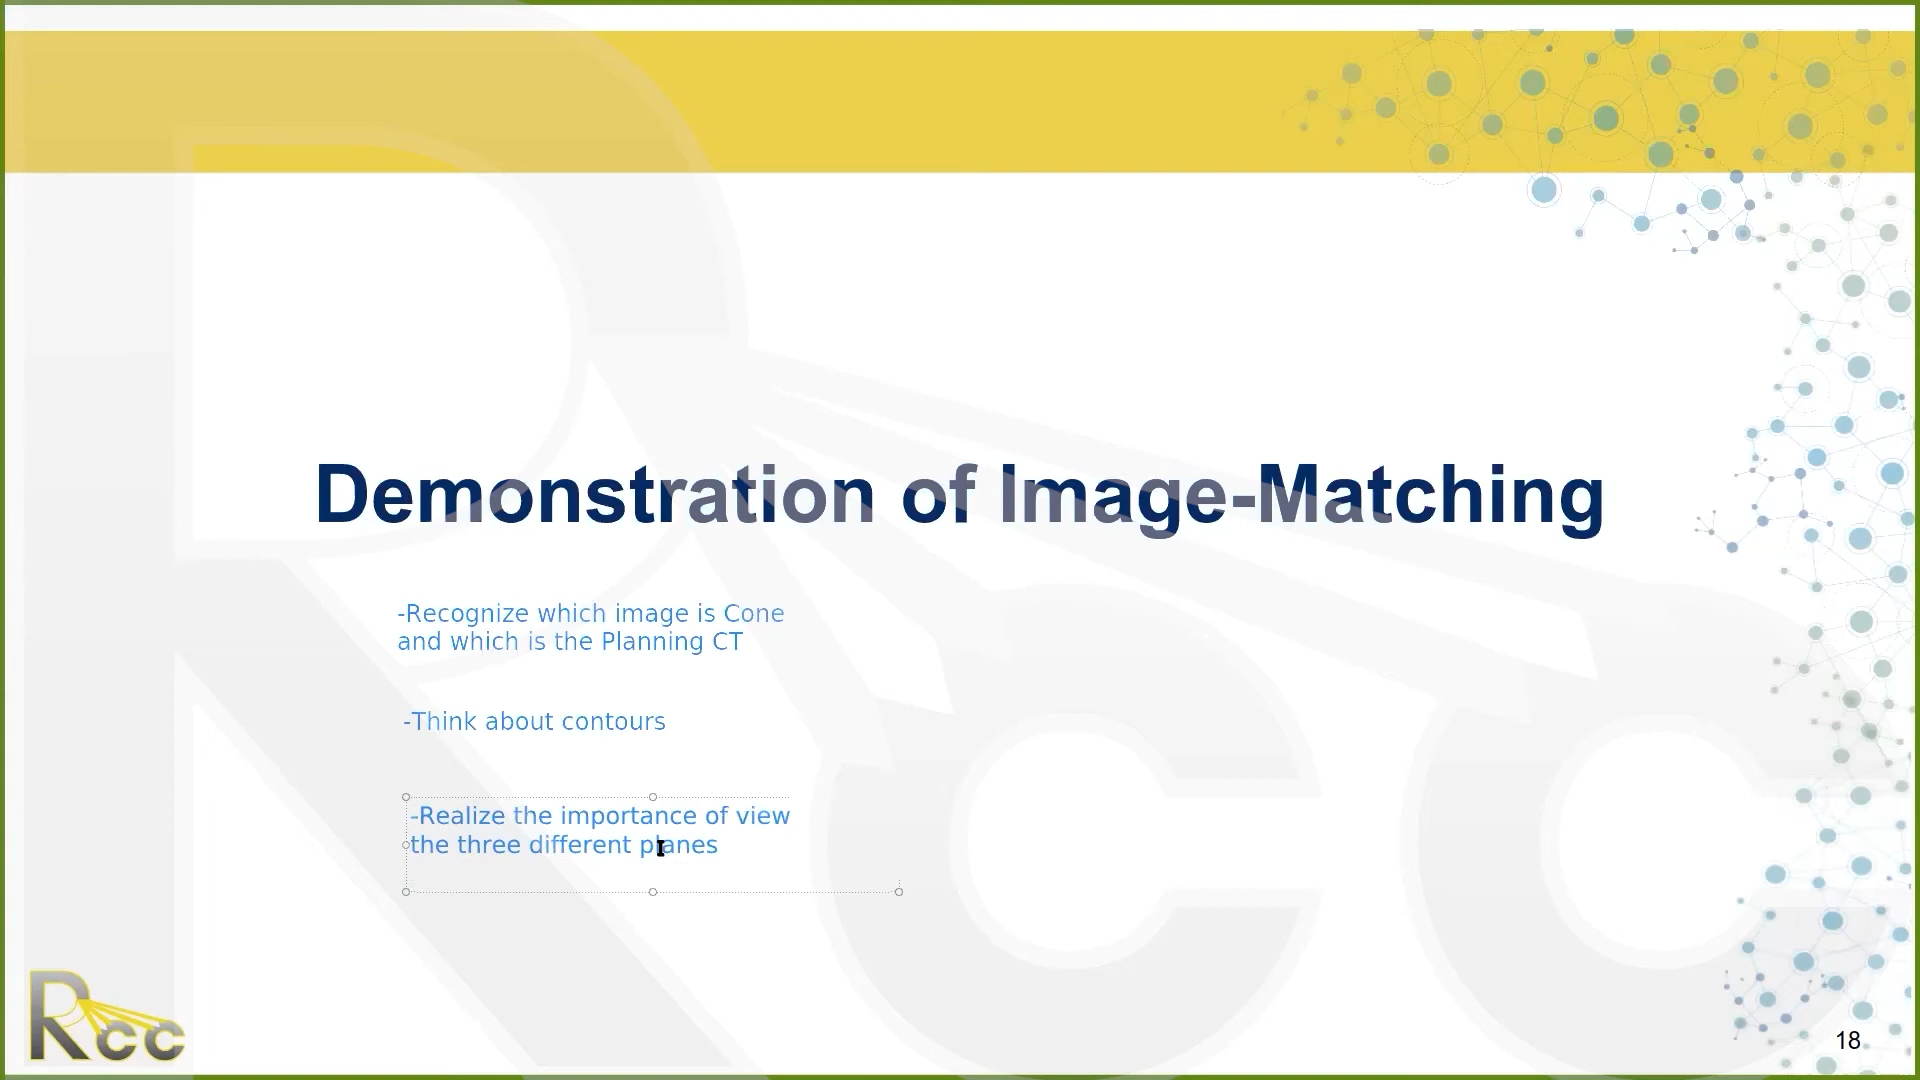 Demonstration of Image-Matching
-Recognize which image is Cone
and which is the Planning CT
-Think about contours
-Realize the importance of view
the three different planes
Rcc
18